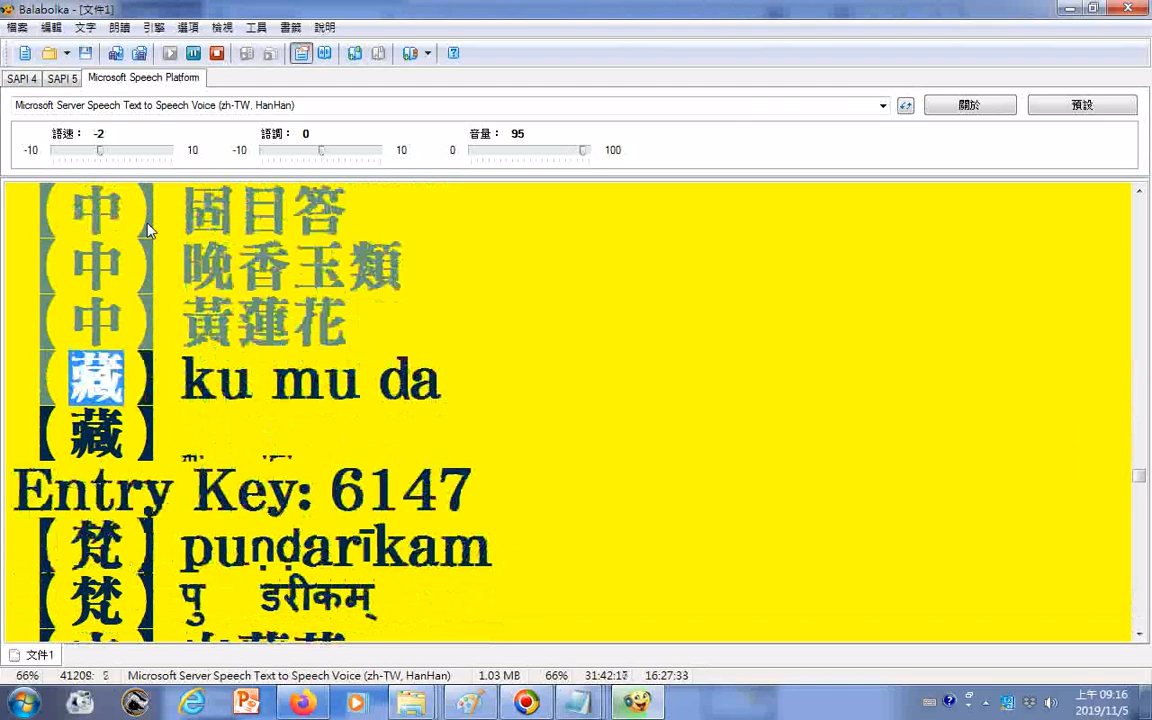 Balabolka - [文件1]
檔案 編輯 文字 朗讀 引擎 選項 檢視 工具 書籤 說明
SAPI 4 SAPI 5 Microsoft Speech Platform
Microsoft Server Speech Text to Speech Voice (zh-TW, HanHan) 關於 預設
語速： -2 語調： 0 音量： 95
-10 10 -10 10 0 100
【中】 固目答
【中】 晚香玉類
【中】 黃蓮花
【藏】 ku mu da
【藏】
Entry Key: 6147
【梵】 puṇḍarīkam
【梵】 पु डरीकम्
文件1
66% Microsoft Server Speech Text to Speech Voice (zh-TW, HanHan) 1.03 MB 66% 16:27:33
上午 09:16
2019/11/5